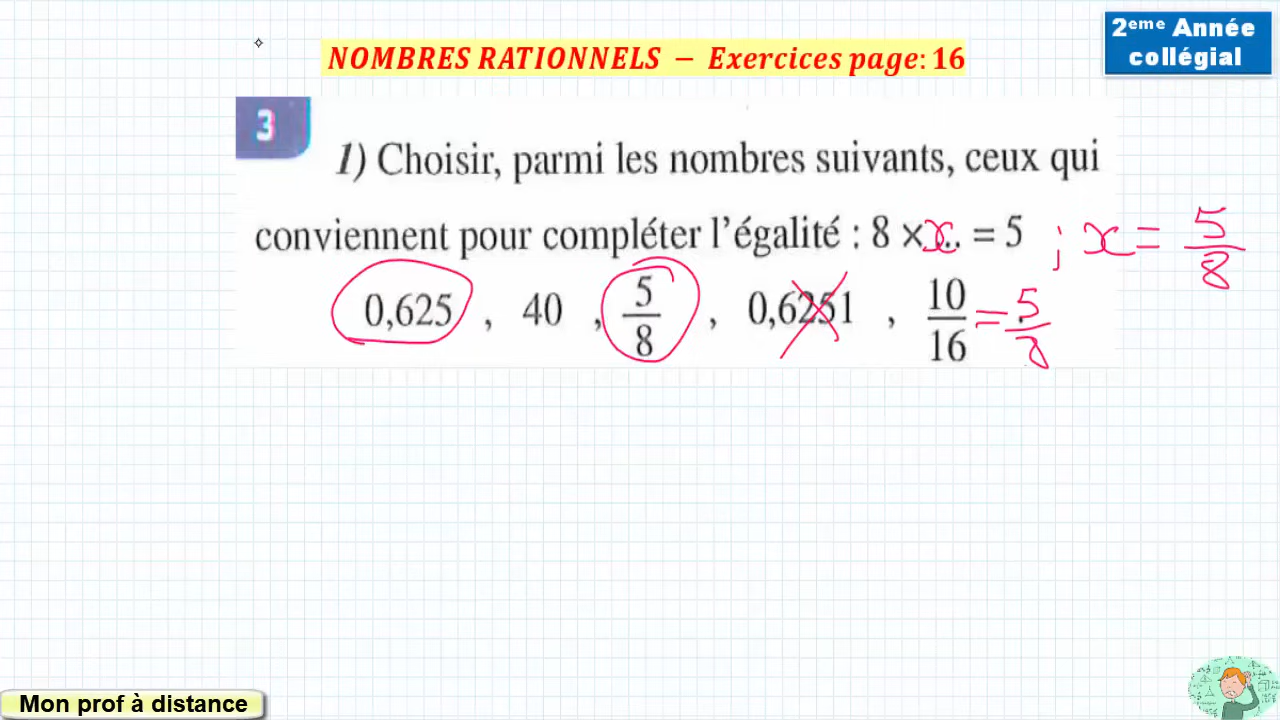 2eme Année
collégial
NOMBRES RATIONNELS – Exercices page: 16
3
1) Choisir, parmi les nombres suivants, ceux qui
conviennent pour compléter l'égalité : 8 × x.. = 5 ; x = 5/8
0,625 , 40 , 5/8 , 0,6251 , 10/16 = 5/8
Mon prof à distance